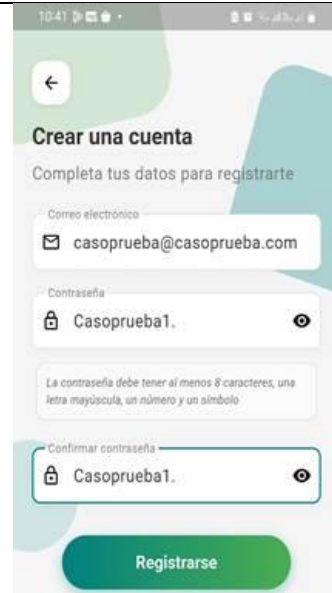 10:41
Crear una cuenta
Completa tus datos para registrarte
Correo electrónico
casoprueba@casoprueba.com
Contraseña
Casoprueba1.
La contraseña debe tener al menos 8 caracteres, una
letra mayúscula, un número y un símbolo
Confirmar contraseña
Casoprueba1.
Registrarse